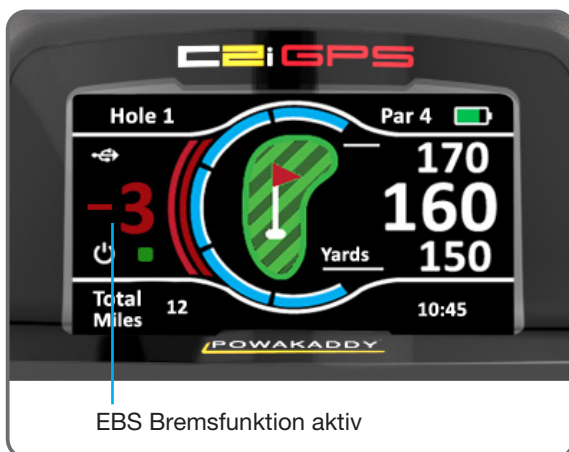 C2i GPS
Hole 1 Par 4
170
-3 160
Yards 150
Total Miles 12 10:45
POWAKADDY
EBS Bremsfunktion aktiv